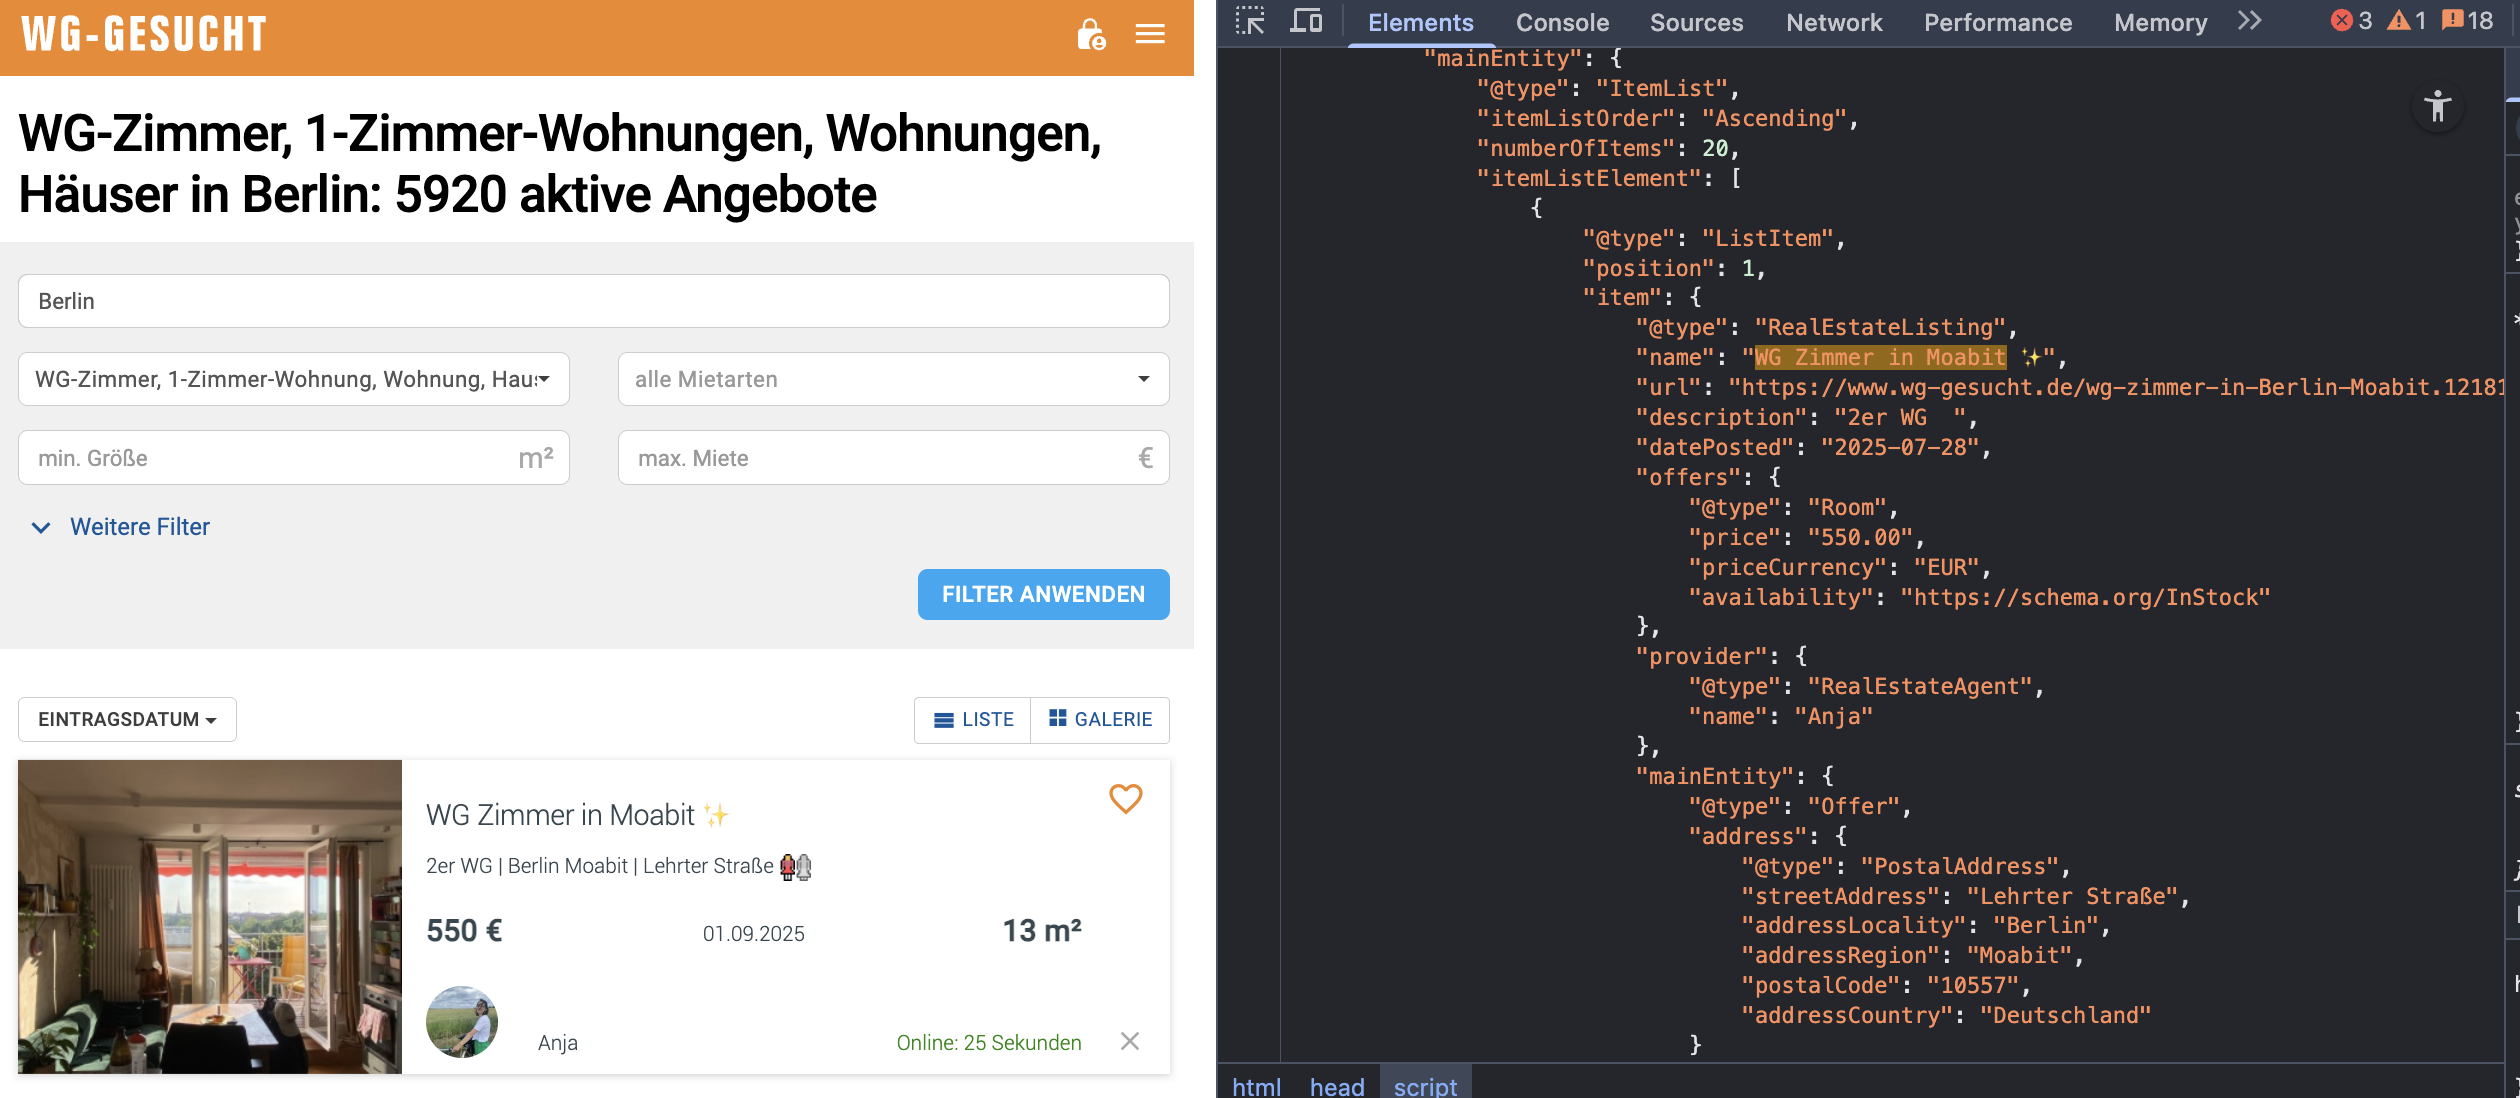 WG-GESUCHT
WG-Zimmer, 1-Zimmer-Wohnungen, Wohnungen,
Häuser in Berlin: 5920 aktive Angebote
Berlin
WG-Zimmer, 1-Zimmer-Wohnung, Wohnung, Haus
alle Mietarten
min. Größe m²
max. Miete €
Weitere Filter
FILTER ANWENDEN
EINTRAGSDATUM
LISTE
GALERIE
WG Zimmer in Moabit ✨
2er WG | Berlin Moabit | Lehrter Straße
550 €
01.09.2025
13 m²
Anja
Online: 25 Sekunden
Elements Console Sources Network Performance Memory
3 1 18
"mainEntity": {
"@type": "ItemList",
"itemListOrder": "Ascending",
"numberOfItems": 20,
"itemListElement": [
{
"@type": "ListItem",
"position": 1,
"item": {
"@type": "RealEstateListing",
"name": "WG Zimmer in Moabit ✨",
"url": "https://www.wg-gesucht.de/wg-zimmer-in-Berlin-Moabit.12181
"description": "2er WG  ",
"datePosted": "2025-07-28",
"offers": {
"@type": "Room",
"price": "550.00",
"priceCurrency": "EUR",
"availability": "https://schema.org/InStock"
},
"provider": {
"@type": "RealEstateAgent",
"name": "Anja"
},
"mainEntity": {
"@type": "Offer",
"address": {
"@type": "PostalAddress",
"streetAddress": "Lehrter Straße",
"addressLocality": "Berlin",
"addressRegion": "Moabit",
"postalCode": "10557",
"addressCountry": "Deutschland"
}
html head script